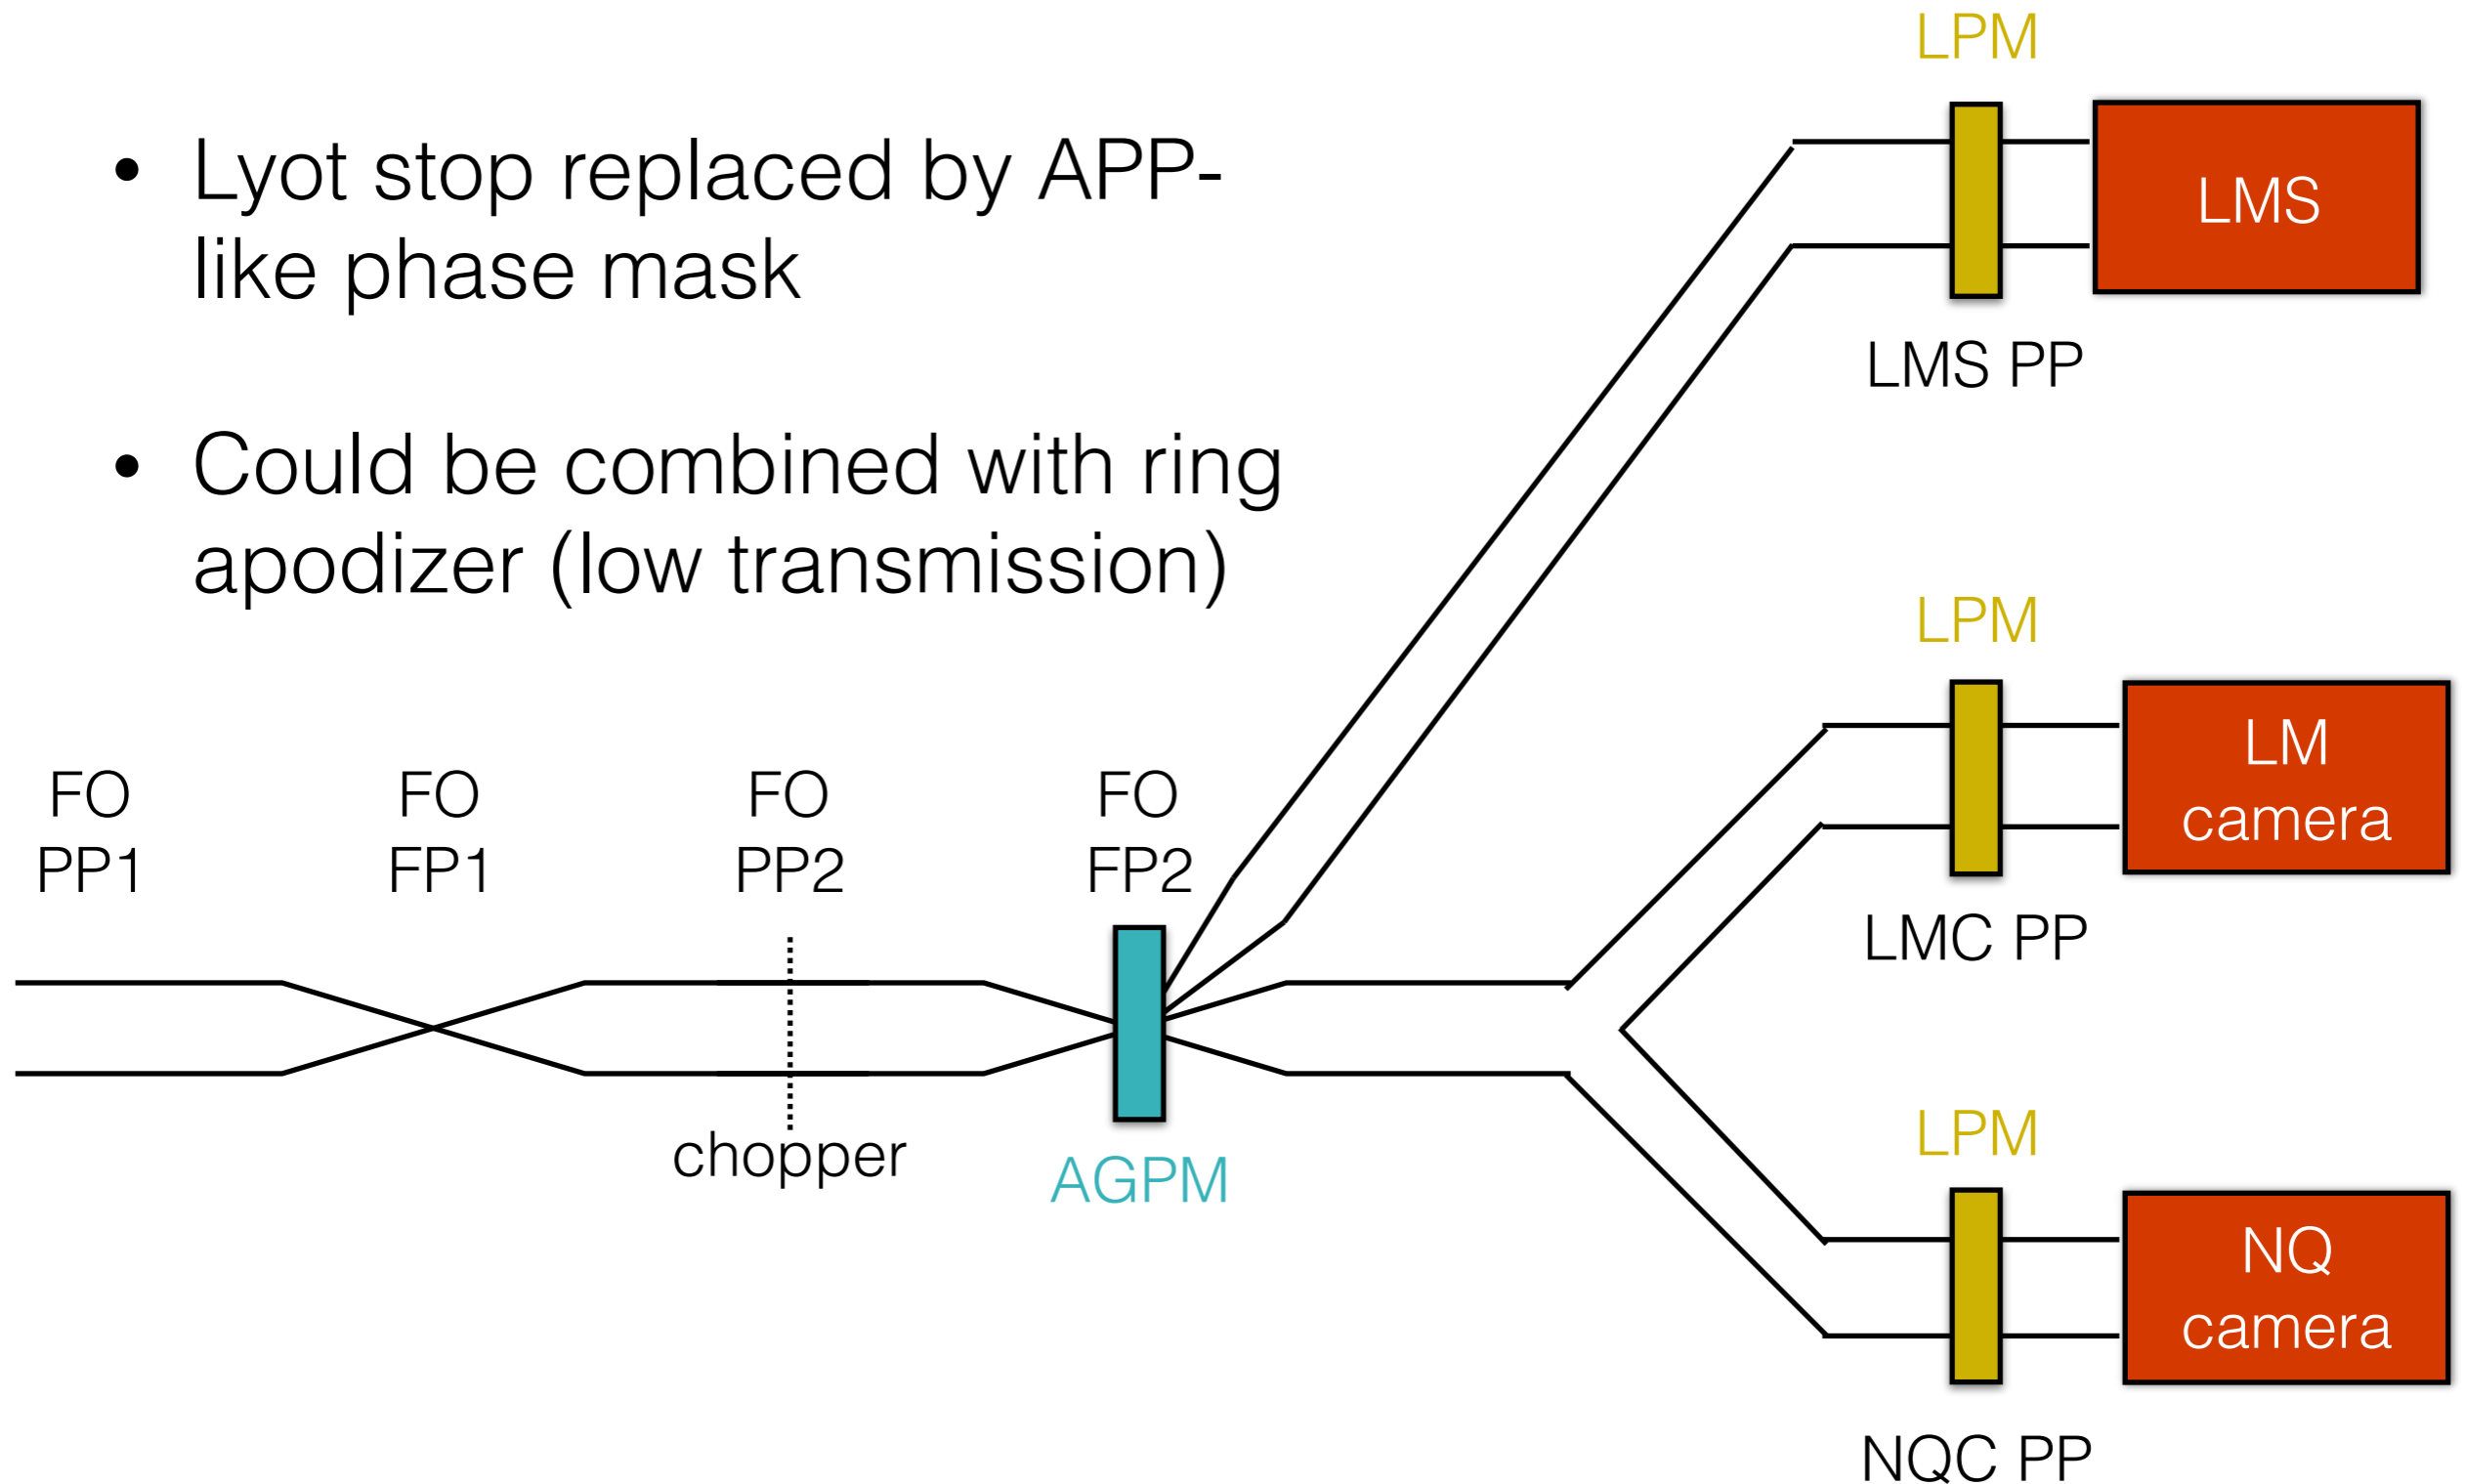 • Lyot stop replaced by APP-
like phase mask
• Could be combined with ring
apodizer (low transmission)
LPM
LMS
LMS PP
LPM
LM
camera
LMC PP
FO
PP1
FO
FP1
FO
PP2
FO
FP2
chopper
AGPM
LPM
NQ
camera
NQC PP